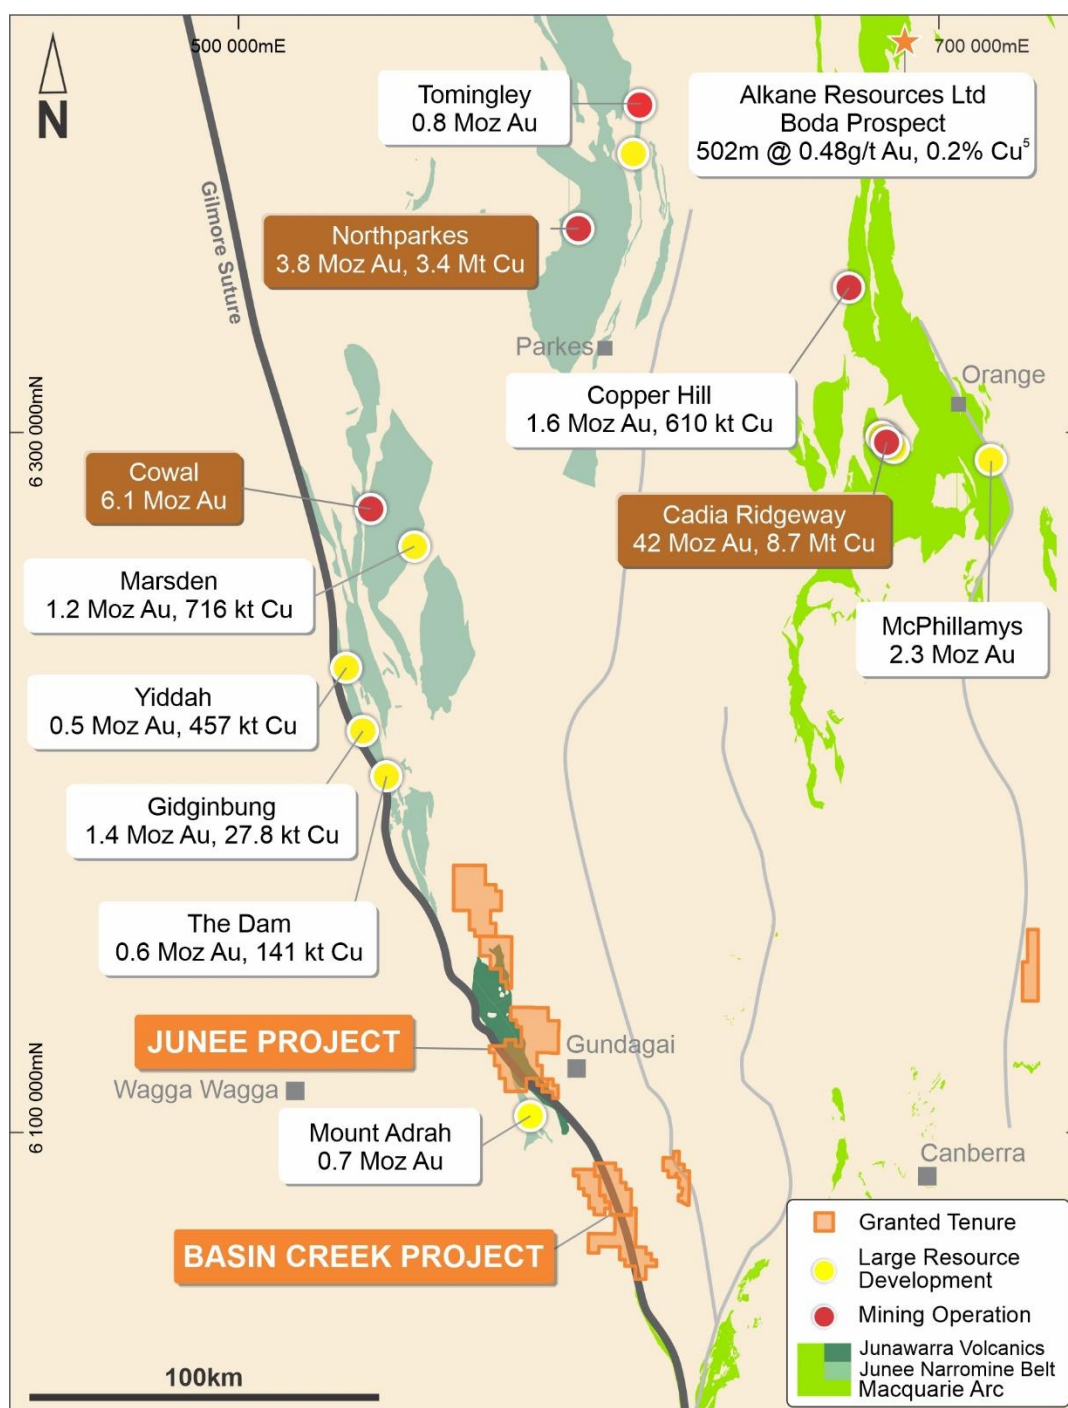 500 000mE
700 000mE
N
Tomingley
0.8 Moz Au
Alkane Resources Ltd
Boda Prospect
502m @ 0.48g/t Au, 0.2% Cu⁵
Gilmore Suture
Northparkes
3.8 Moz Au, 3.4 Mt Cu
Parkes
Copper Hill
1.6 Moz Au, 610 kt Cu
Orange
6 300 000mN
Cowal
6.1 Moz Au
Cadia Ridgeway
42 Moz Au, 8.7 Mt Cu
Marsden
1.2 Moz Au, 716 kt Cu
McPhillamys
2.3 Moz Au
Yiddah
0.5 Moz Au, 457 kt Cu
Gidginbung
1.4 Moz Au, 27.8 kt Cu
The Dam
0.6 Moz Au, 141 kt Cu
JUNEE PROJECT
Gundagai
Wagga Wagga
6 100 000mN
Mount Adrah
0.7 Moz Au
Canberra
BASIN CREEK PROJECT
Granted Tenure
Large Resource
Development
Mining Operation
Junawarra Volcanics
Junee Narromine Belt
Macquarie Arc
100km